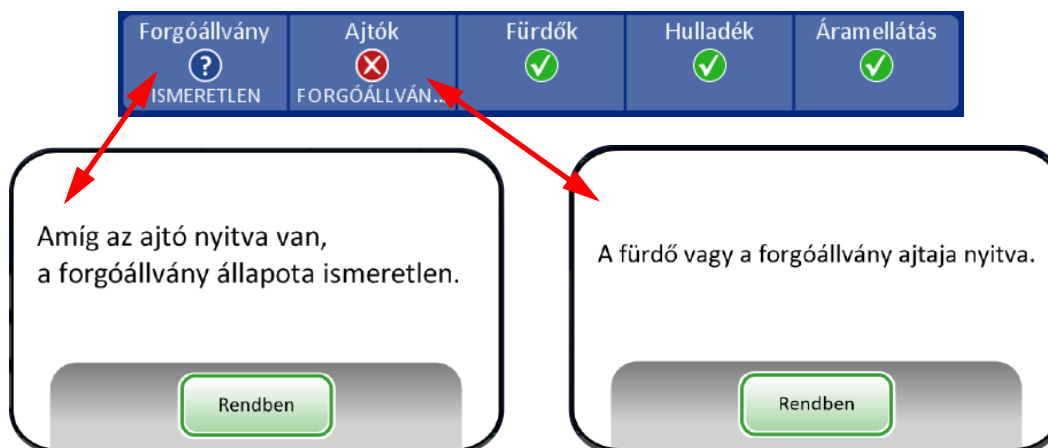 Forgóállvány
Ajtók
Fürdők
Hulladék
Áramellátás
?
ISMERETLEN
FORGÓÁLLVÁN...
Amíg az ajtó nyitva van,
a forgóállvány állapota ismeretlen.
Rendben
A fürdő vagy a forgóállvány ajtaja nyitva.
Rendben